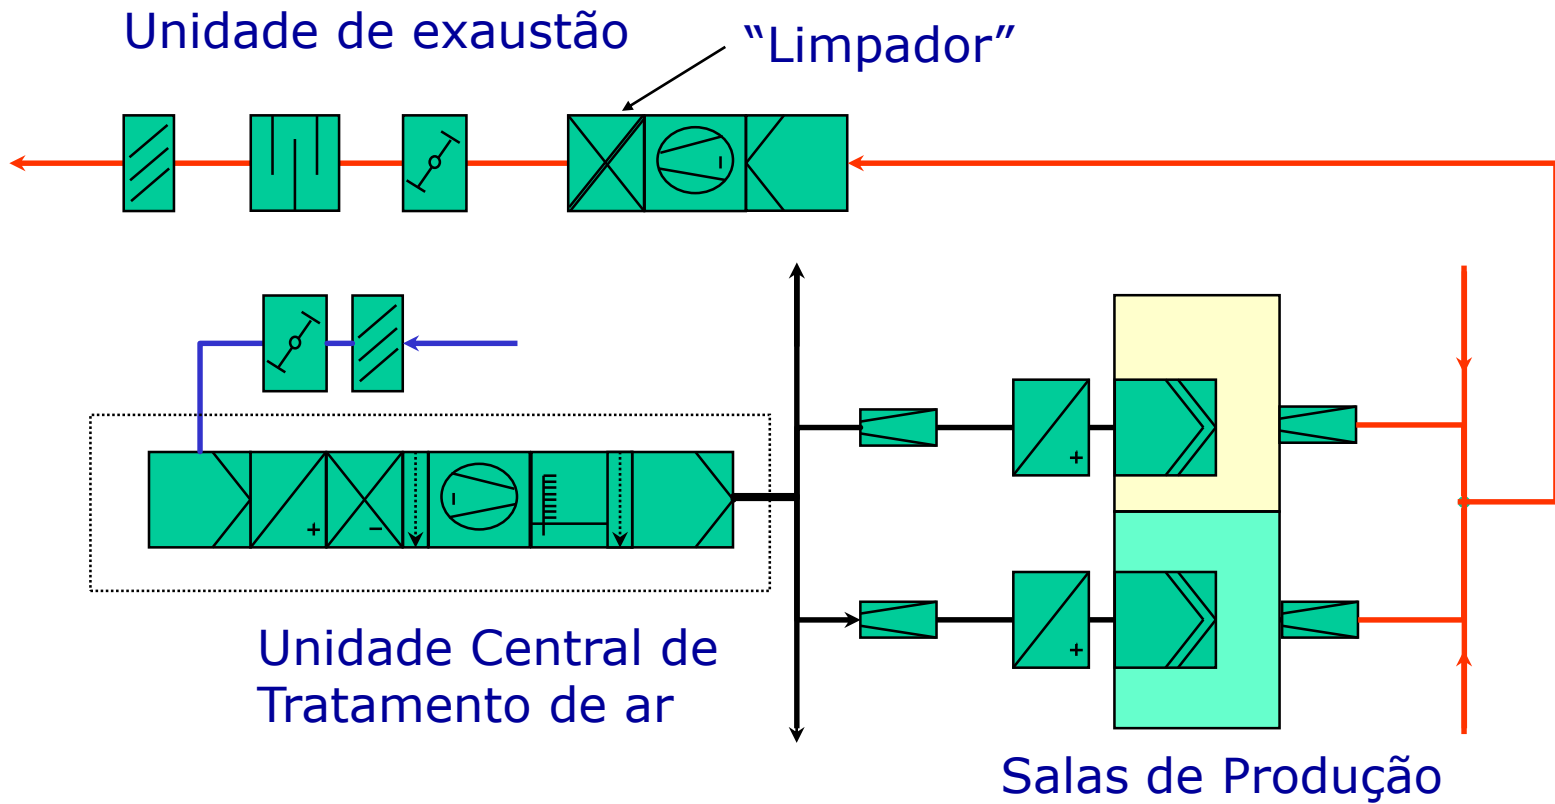 Unidade de exaustão
“Limpador”
Unidade Central de
Tratamento de ar
Salas de Produção